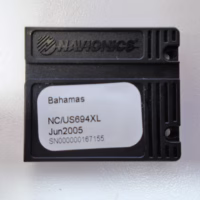 NAVIONICS
Bahamas
NC/US694XL
Jun2005
SN000000167155